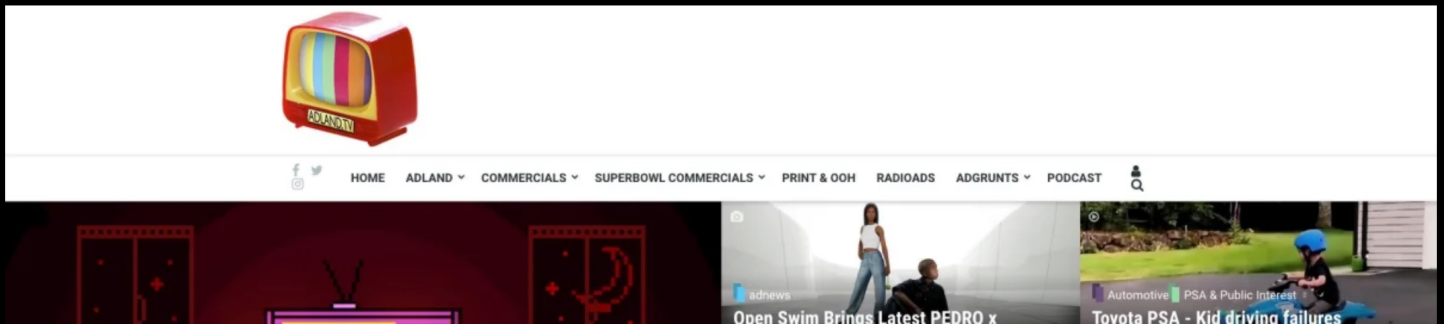 ADLAND.TV
HOME ADLAND COMMERCIALS SUPERBOWL COMMERCIALS PRINT & OOH RADIOADS ADGRUNTS PODCAST
adnews
Open Swim Brings Latest PEDRO x
Automotive PSA & Public Interest
Toyota PSA - Kid driving failures